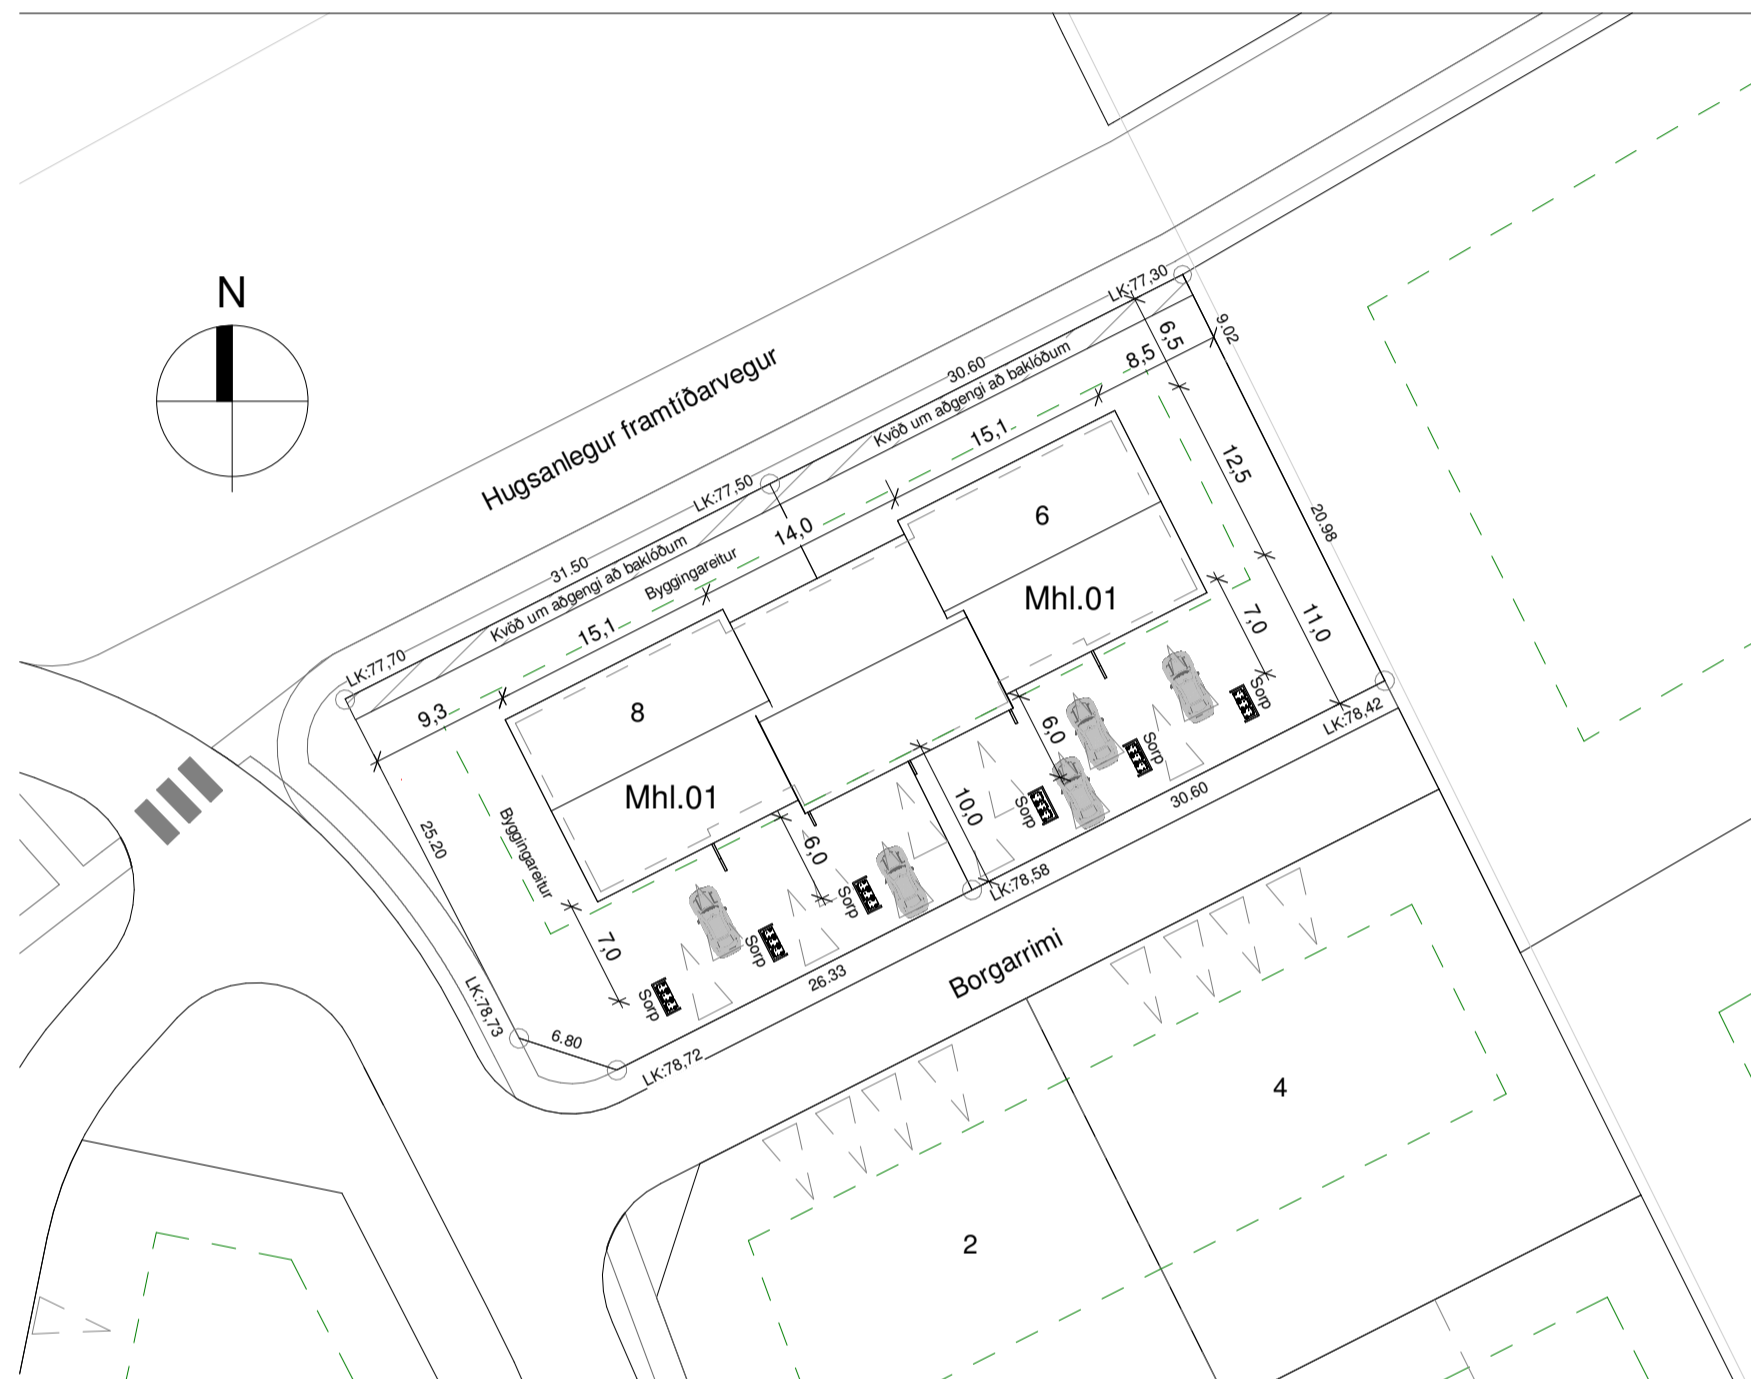 N
Hugsanlegur framtíðarvegur
LK:77,30
9.02
6,5
8,5
30.60
Kvöð um aðgengi að baklóðum
15,1
12,5
20.98
LK:77,50
14,0
6
Mhl.01
31.50
Kvöð um aðgengi að baklóðum
Byggingareitur
15,1
LK:77,70
9,3
8
Mhl.01
7,0
11,0
Sorp
LK:78,42
6,0
Sorp
Sorp
30.60
10,0
LK:78,58
25.20
Byggingareitur
6,0
Sorp
Sorp
7,0
Sorp
26.33
LK:78,73
6.80
LK:78,72
Borgarrimi
4
2